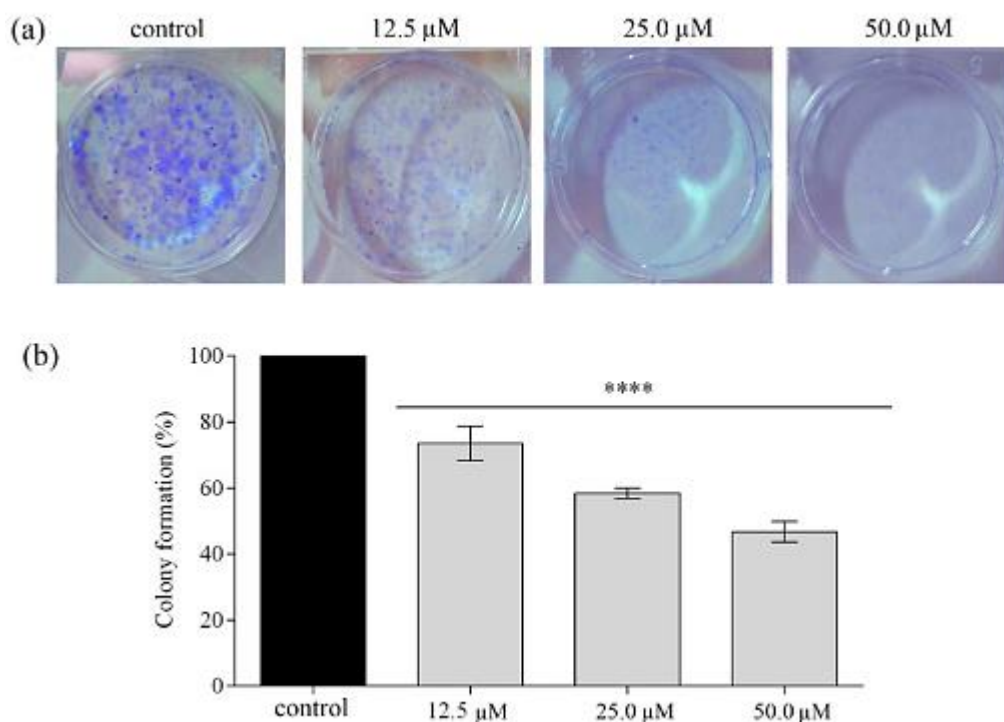 (a)
control
12.5 µM
25.0 µM
50.0 µM
(b)
Colony formation (%)
100
80
60
40
20
0
****
control
12.5 µM
25.0 µM
50.0 µM